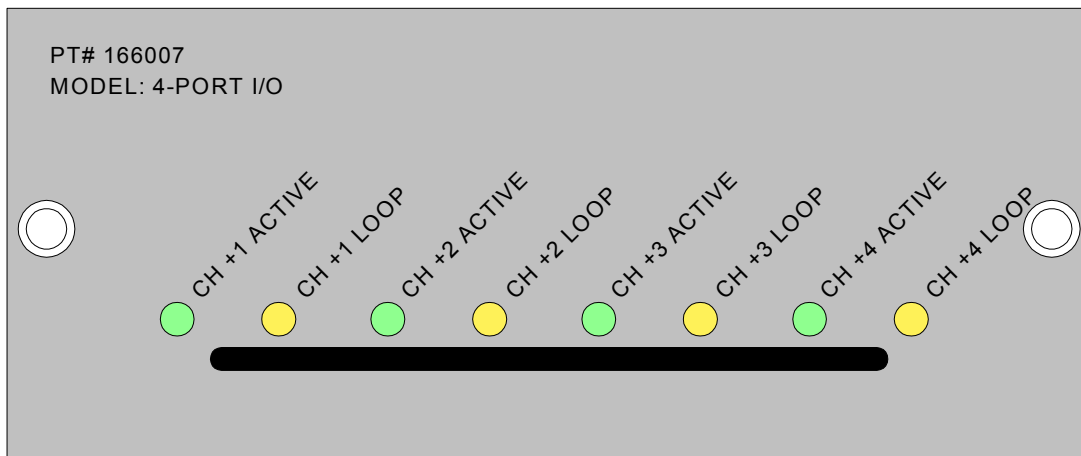 PT# 166007
MODEL: 4-PORT I/O
CH +1 ACTIVE
CH +1 LOOP
CH +2 ACTIVE
CH +2 LOOP
CH +3 ACTIVE
CH +3 LOOP
CH +4 ACTIVE
CH +4 LOOP